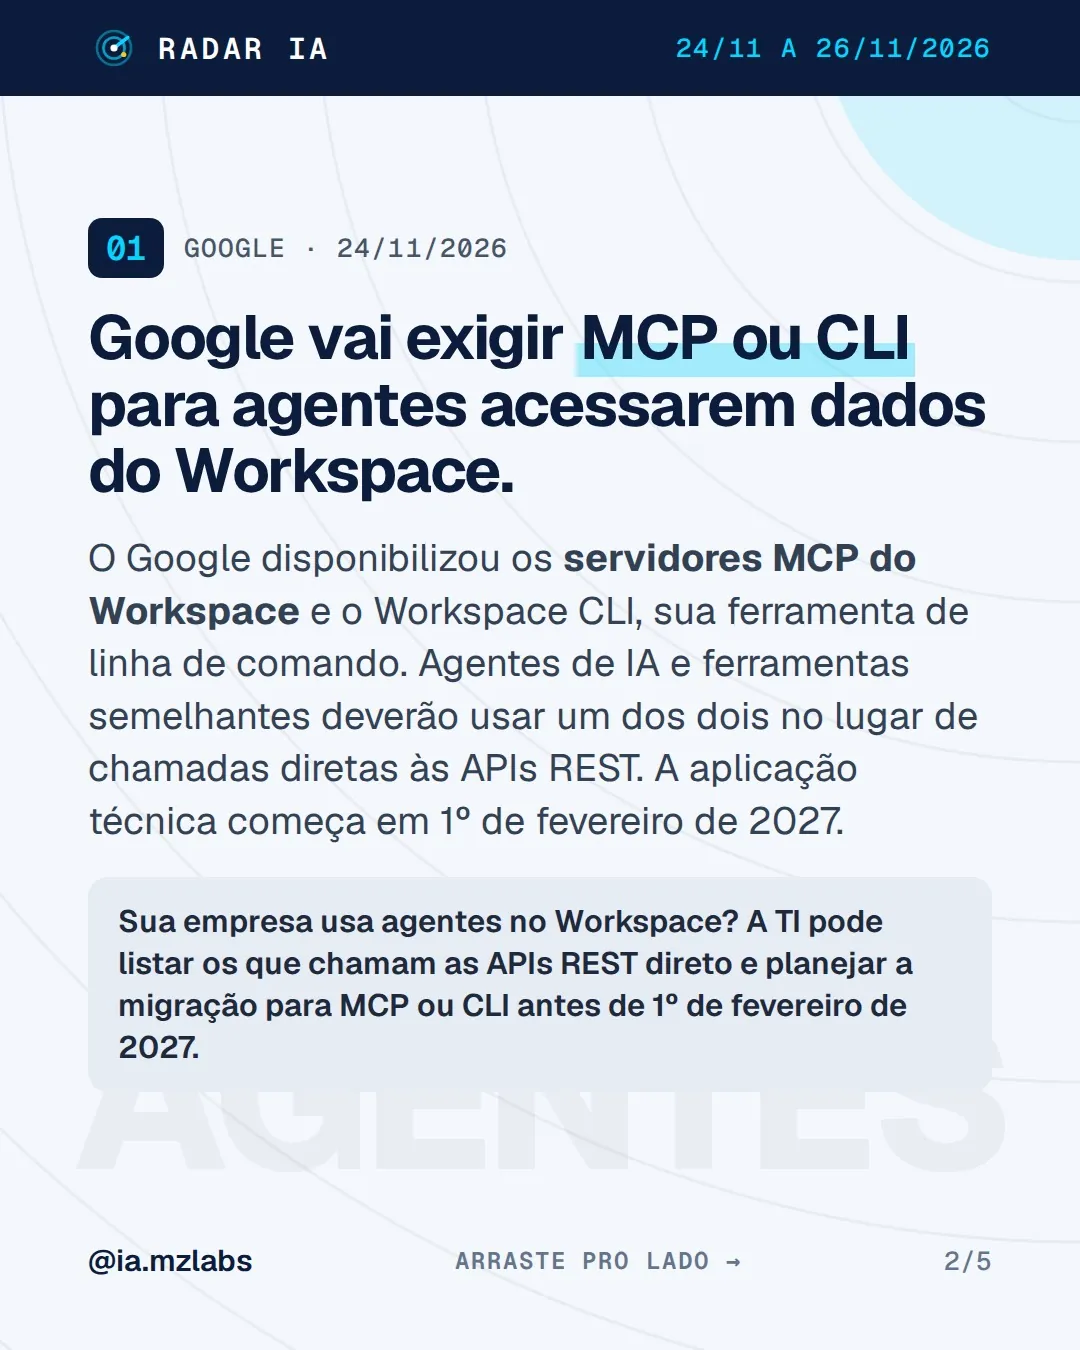 RADAR IA
24/11 A 26/11/2026
01
GOOGLE · 24/11/2026
Google vai exigir MCP ou CLI
para agentes acessarem dados
do Workspace.
O Google disponibilizou os servidores MCP do
Workspace e o Workspace CLI, sua ferramenta de
linha de comando. Agentes de IA e ferramentas
semelhantes deverão usar um dos dois no lugar de
chamadas diretas às APIs REST. A aplicação
técnica começa em 1º de fevereiro de 2027.
Sua empresa usa agentes no Workspace? A TI pode
listar os que chamam as APIs REST direto e planejar a
migração para MCP ou CLI antes de 1º de fevereiro de
2027.
AGENTES
@ia.mzlabs
ARRASTE PRO LADO →
2/5